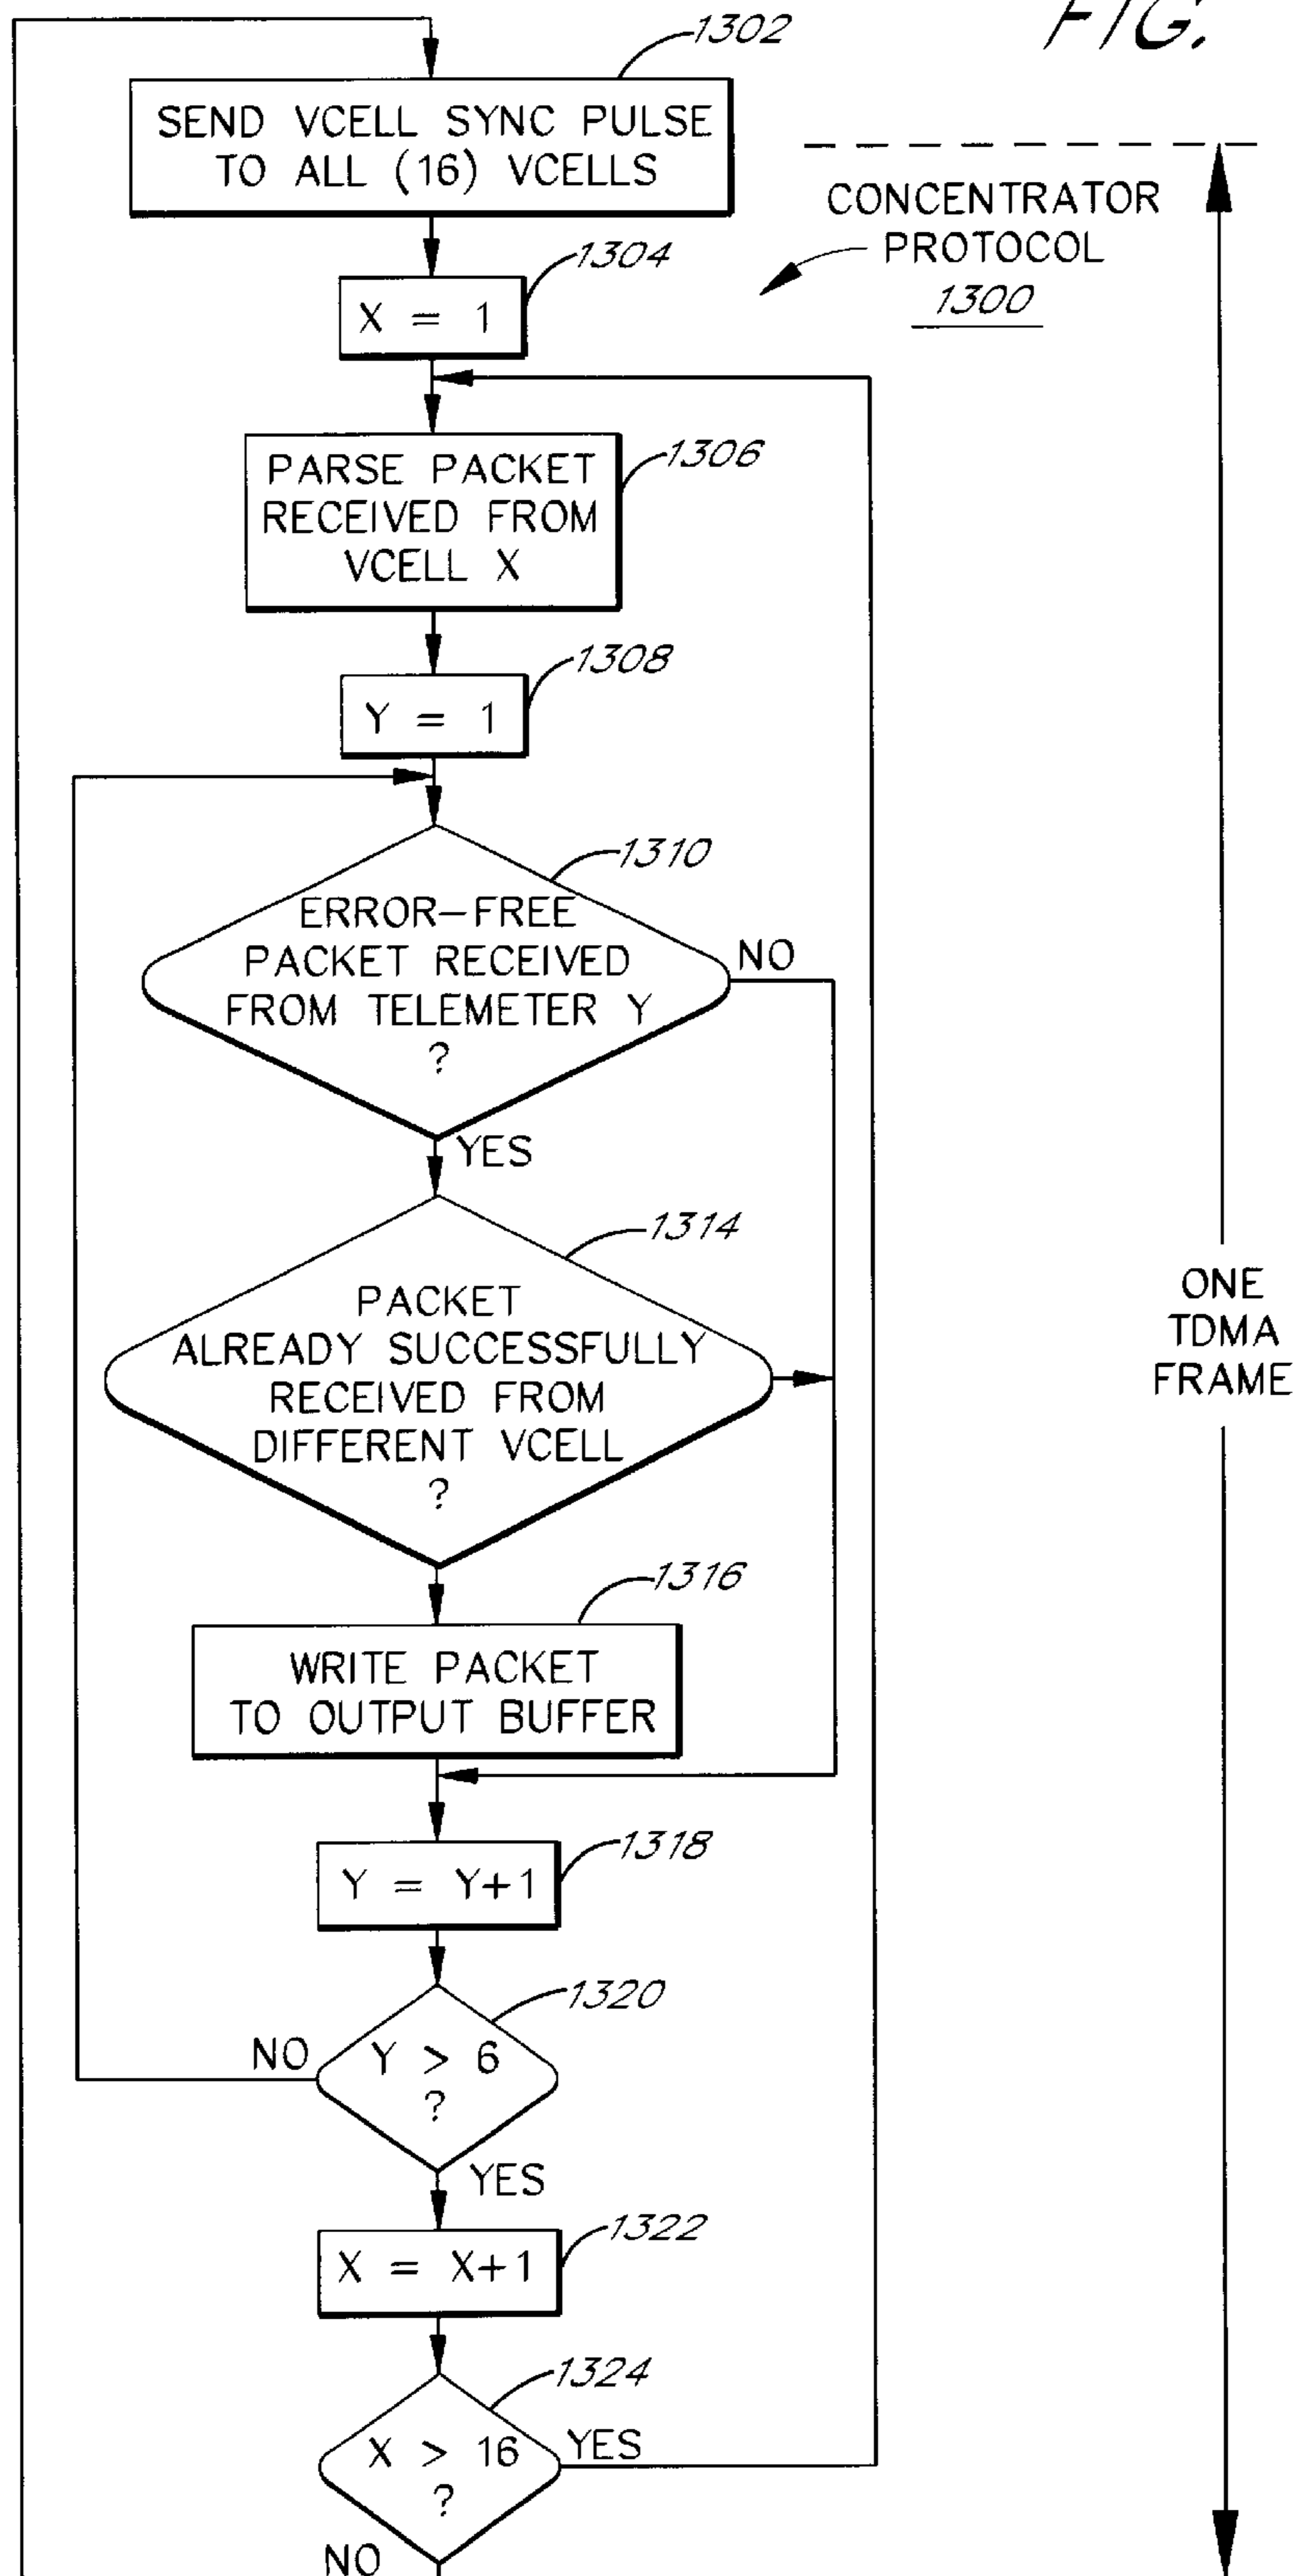 FIG.
1302
SEND VCELL SYNC PULSE
TO ALL (16) VCELLS
CONCENTRATOR
PROTOCOL
1300
1304
X = 1
1306
PARSE PACKET
RECEIVED FROM
VCELL X
1308
Y = 1
1310
ERROR-FREE
PACKET RECEIVED
FROM TELEMETER Y
?
NO
YES
1314
PACKET
ALREADY SUCCESSFULLY
RECEIVED FROM
DIFFERENT VCELL
?
ONE
TDMA
FRAME
1316
WRITE PACKET
TO OUTPUT BUFFER
1318
Y = Y+1
1320
NO
Y > 6
?
YES
1322
X = X+1
1324
X > 16
?
YES
NO